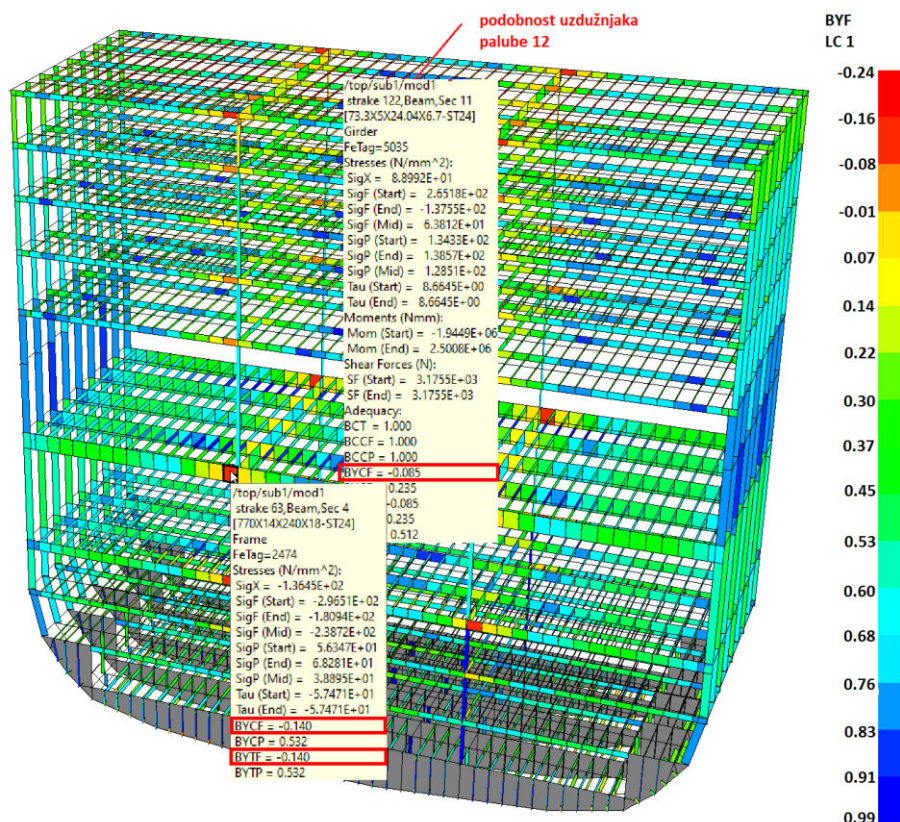 podobnost uzdužnjaka
palube 12
BYF
LC 1
/top/sub1/mod1
strake 122,Beam,Sec 11
[73.3X5X24.04X6.7-ST24]
Girder
FeTag=5035
Stresses (N/mm^2):
SigX = 8.8992E+01
SigF (Start) = 2.6518E+02
SigF (End) = -1.3755E+02
SigF (Mid) = 6.3812E+01
SigP (Start) = 1.3433E+02
SigP (End) = 1.3857E+02
SigP (Mid) = 1.2851E+02
Tau (Start) = 8.6645E+00
Tau (End) = 8.6645E+00
Moments (Nmm):
Mom (Start) = -1.9449E+06
Mom (End) = 2.5008E+06
Shear Forces (N):
SF (Start) = 3.1755E+03
SF (End) = 3.1755E+03
Adequacy:
BCT = 1.000
BCCF = 1.000
BCCP = 1.000
BYCF = -0.085
0.235
-0.085
0.235
0.512
/top/sub1/mod1
strake 63,Beam,Sec 4
[770X14X240X18-ST24]
Frame
FeTag=2474
Stresses (N/mm^2):
SigX = -1.3645E+02
SigF (Start) = -2.9651E+02
SigF (End) = -1.8094E+02
SigF (Mid) = -2.3872E+02
SigP (Start) = 5.6347E+01
SigP (End) = 6.8281E+01
SigP (Mid) = 3.8895E+01
Tau (Start) = -5.7471E+01
Tau (End) = -5.7471E+01
BYCF = -0.140
BYCP = 0.532
BYTF = -0.140
BYTP = 0.532
-0.24
-0.16
-0.08
-0.01
0.07
0.14
0.22
0.30
0.37
0.45
0.53
0.60
0.68
0.76
0.83
0.91
0.99